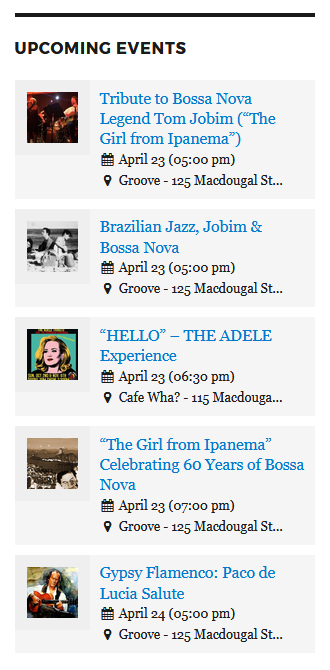 UPCOMING EVENTS
Tribute to Bossa Nova
Legend Tom Jobim (“The
Girl from Ipanema”)
April 23 (05:00 pm)
Groove - 125 Macdougal St...
Brazilian Jazz, Jobim &
Bossa Nova
April 23 (05:00 pm)
Groove - 125 Macdougal St...
“HELLO” – THE ADELE
Experience
April 23 (06:30 pm)
Cafe Wha? - 115 Macdouga...
“The Girl from Ipanema”
Celebrating 60 Years of Bossa
Nova
April 23 (07:00 pm)
Groove - 125 Macdougal St...
Gypsy Flamenco: Paco de
Lucia Salute
April 24 (05:00 pm)
Groove - 125 Macdougal St...